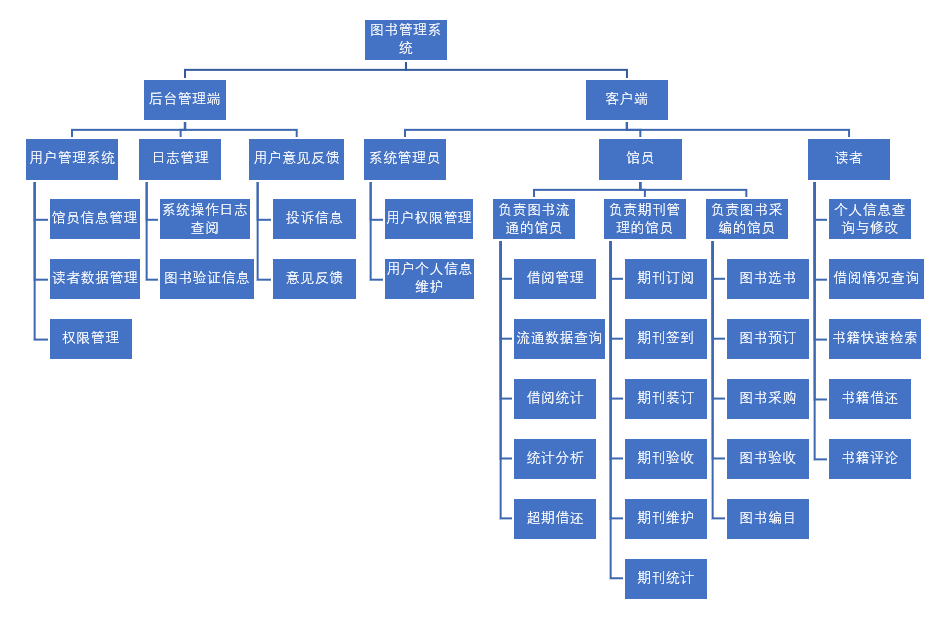 图书管理系
统
后台管理端
客户端
用户管理系统
日志管理
用户意见反馈
系统管理员
馆员
读者
馆员信息管理
读者数据管理
权限管理
系统操作日志
查阅
图书验证信息
投诉信息
意见反馈
用户权限管理
用户个人信息
维护
负责图书流
通的馆员
借阅管理
流通数据查询
借阅统计
统计分析
超期借还
负责期刊管
理的馆员
期刊订阅
期刊签到
期刊装订
期刊验收
期刊维护
期刊统计
负责图书采
编的馆员
图书选书
图书预订
图书采购
图书验收
图书编目
个人信息查
询与修改
借阅情况查询
书籍快速检索
书籍借还
书籍评论